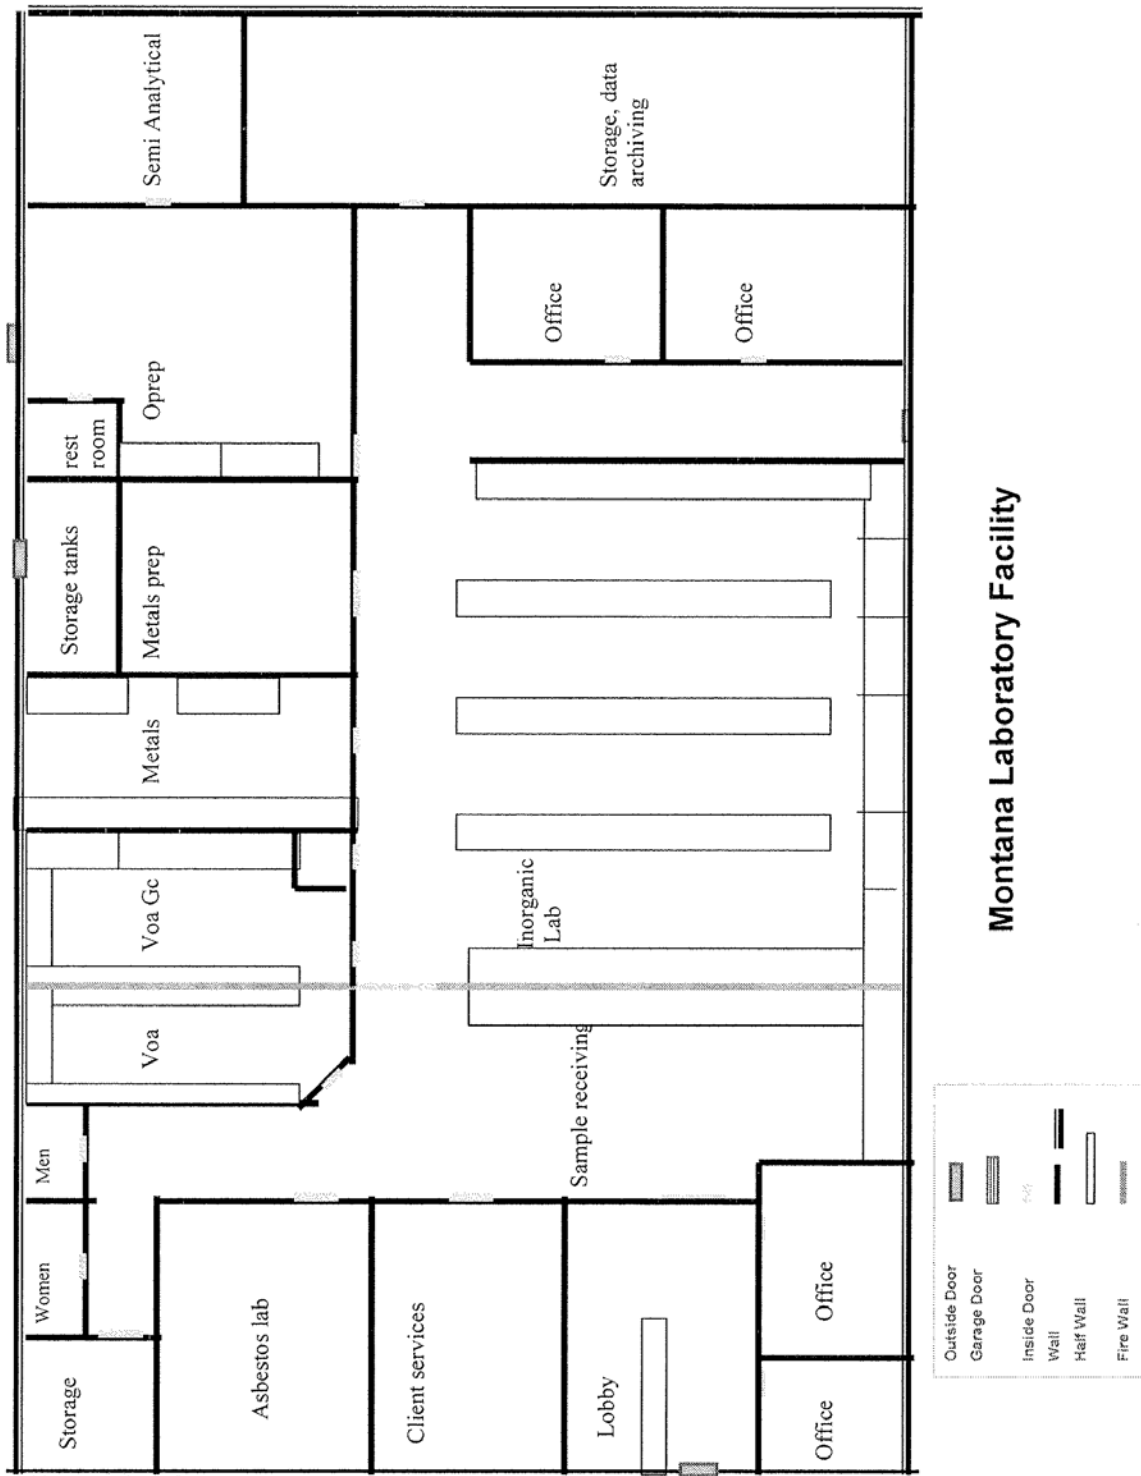 Storage
Women
Men
Voa
Voa Gc
Metals
Storage tanks
Metals prep
rest
room
Oprep
Semi Analytical
Asbestos lab
Client services
Lobby
Sample receiving
Inorganic
Lab
Office
Office
Storage, data
archiving
Office
Office
Montana Laboratory Facility
Outside Door
Garage Door
Inside Door
Wall
Half Wall
Fire Wall